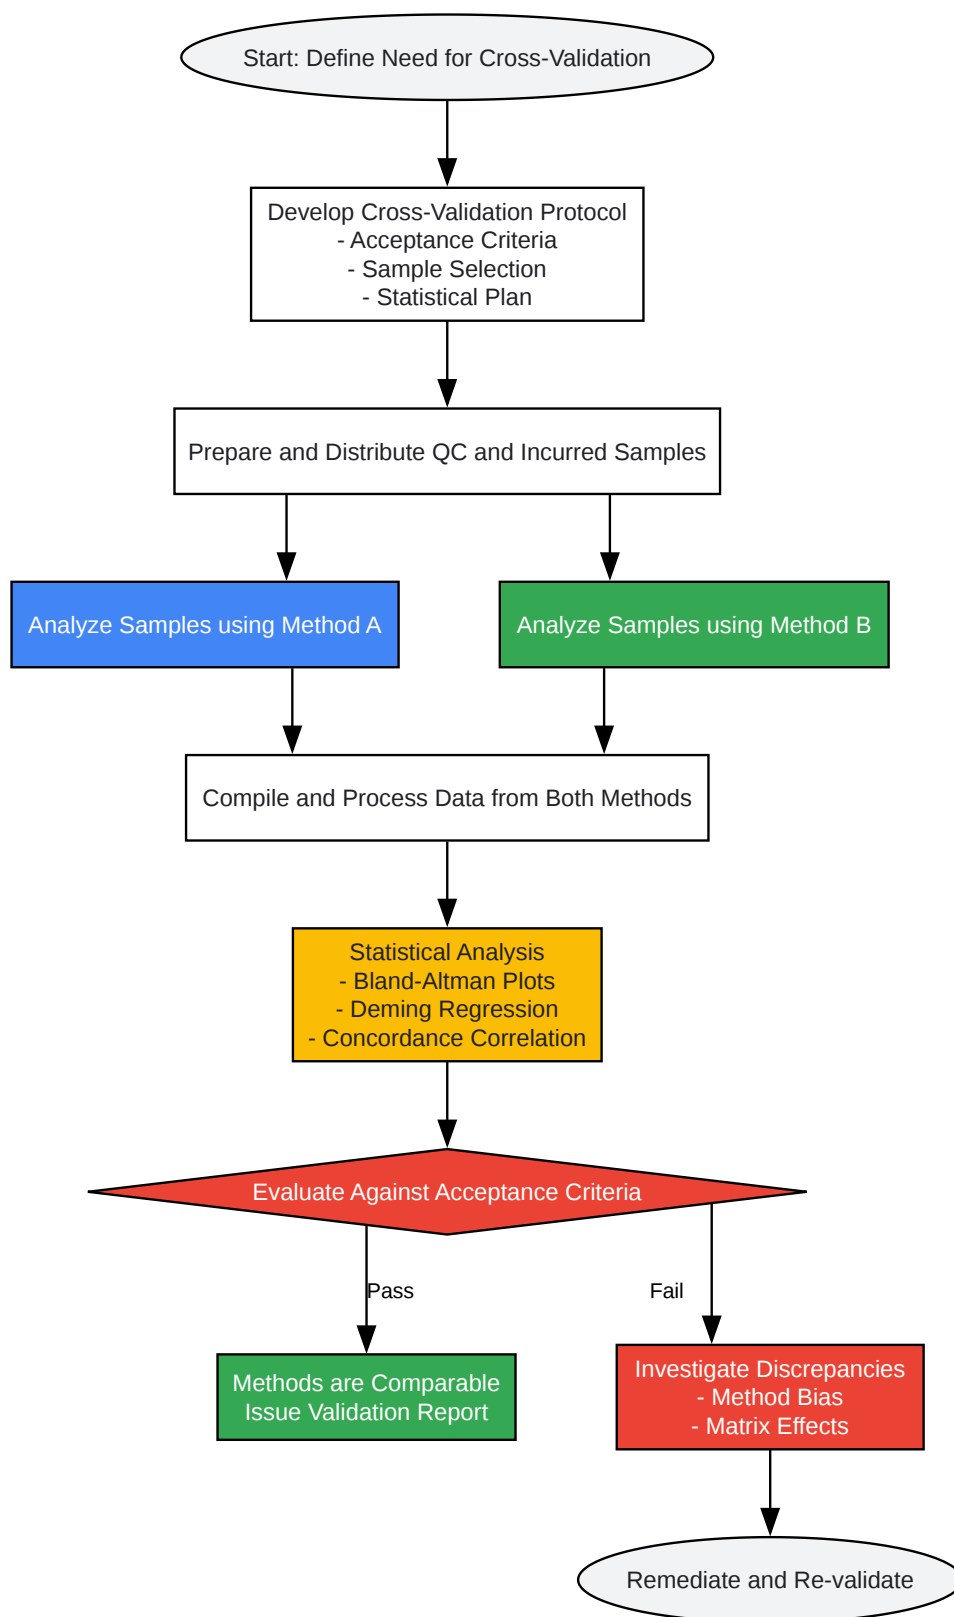 Start: Define Need for Cross-Validation
Develop Cross-Validation Protocol
- Acceptance Criteria
- Sample Selection
- Statistical Plan
Prepare and Distribute QC and Incurred Samples
Analyze Samples using Method A
Analyze Samples using Method B
Compile and Process Data from Both Methods
Statistical Analysis
- Bland-Altman Plots
- Deming Regression
- Concordance Correlation
Evaluate Against Acceptance Criteria
Pass
Fail
Methods are Comparable
Issue Validation Report
Investigate Discrepancies
- Method Bias
- Matrix Effects
Remediate and Re-validate